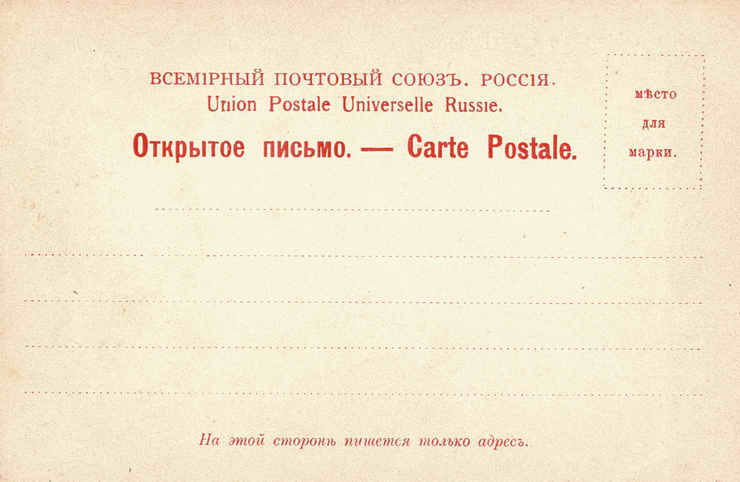 ВСЕМІРНЫЙ ПОЧТОВЫЙ СОЮЗЪ. РОССІЯ.
Union Postale Universelle Russie.
Открытое письмо. — Carte Postale.
мѣсто
для
марки.
На этой сторонѣ пишется только адресъ.